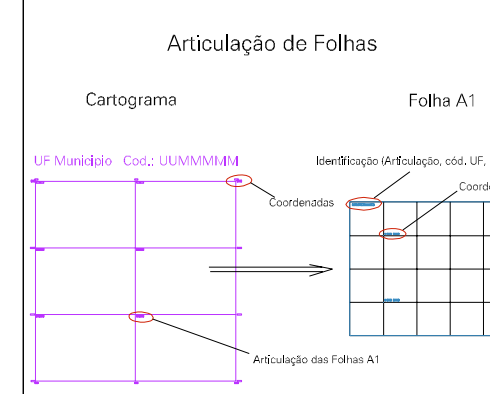 Articulação de Folhas
Cartograma
Folha A1
UF Municipio Cod.: UUMMMMM
Identificação (Articulação, cód. UF,
Coorde
Coordenadas
Articulação das Folhas A1